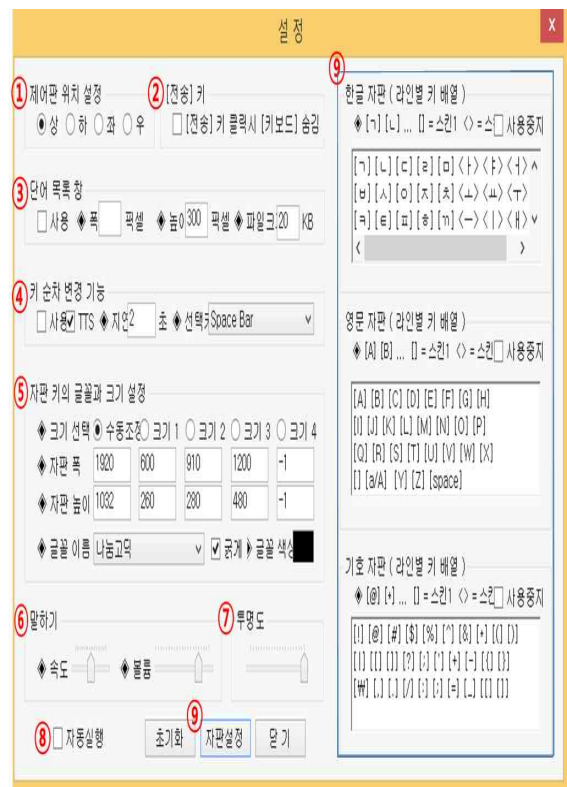 설 정
x
① 제어판 위치 설정
상 하 좌 우
② [전송] 키
[전송] 키 클릭시 [키보드] 숨김
③ 단어 목록 창
사용 ◆ 폭 픽셀 ◆ 높이 300 픽셀 ◆ 파일크: 20 KB
④ 키 순차 변경 기능
사용 TTS ◆ 지연 2 초 ◆ 선택키 Space Bar
⑤ 자판 키의 글꼴과 크기 설정
◆ 크기 선택 수동조정 크기 1 크기 2 크기 3 크기 4
◆ 자판 폭 1920 600 910 1200 -1
◆ 자판 높이 1032 260 280 480 -1
◆ 글꼴 이름 나눔고딕 굵게 ▶ 글꼴 색상
⑥ 말하기
◆ 속도 ◆ 볼륨
⑦ 투명도
⑧ 자동실행
초기화
⑨ 자판설정
닫 기
⑨
한글 자판 ( 라인별 키 배열 )
◆ [ㄱ] [ㄴ] ... [] = 스킨1 <> = 스킨 사용중지
[ㄱ] [ㄴ] [ㄷ] [ㄹ] [ㅁ] <ㅏ> <ㅑ> <ㅓ>
[ㅂ] [ㅅ] [ㅇ] [ㅈ] [ㅊ] <ㅗ> <ㅛ> <ㅜ>
[ㅋ] [ㅌ] [ㅍ] [ㅎ] [ㄲ] <ㅡ> <ㅣ> <ㅐ>
영문 자판 ( 라인별 키 배열 )
◆ [A] [B] ... [] = 스킨1 <> = 스킨 사용중지
[A] [B] [C] [D] [E] [F] [G] [H]
[I] [J] [K] [L] [M] [N] [O] [P]
[Q] [R] [S] [T] [U] [V] [W] [X]
[] [a/A] [Y] [Z] [space]
기호 자판 ( 라인별 키 배열 )
◆ [@] [*] ... [] = 스킨1 <> = 스킨 사용중지
[!] [@] [#] [$] [%] [^] [&] [*] [(] [)]
[|] [[] []] [?] [;] ['] [+] [-] [{] [}]
[₩] [,] [.] [/] [:] [;] [=] [_] [[] []]